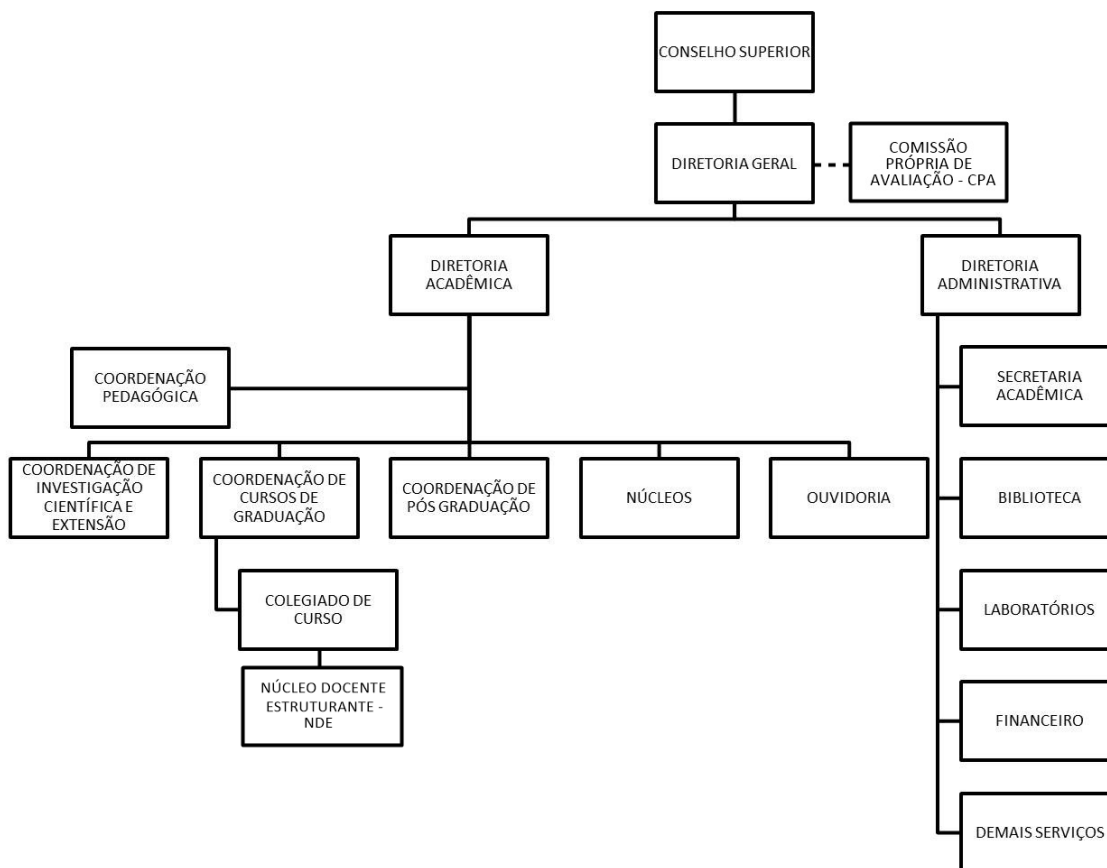 CONSELHO SUPERIOR
DIRETORIA GERAL
COMISSÃO
PRÓPRIA DE
AVALIAÇÃO - CPA
DIRETORIA
ACADÊMICA
DIRETORIA
ADMINISTRATIVA
COORDENAÇÃO
PEDAGÓGICA
SECRETARIA
ACADÊMICA
COORDENAÇÃO DE
INVESTIGAÇÃO
CIENTÍFICA E
EXTENSÃO
COORDENAÇÃO DE
CURSOS DE
GRADUAÇÃO
COORDENAÇÃO DE
PÓS GRADUAÇÃO
NÚCLEOS
OUVIDORIA
BIBLIOTECA
COLEGIADO DE
CURSO
LABORATÓRIOS
NÚCLEO DOCENTE
ESTRUTURANTE -
NDE
FINANCEIRO
DEMAIS SERVIÇOS